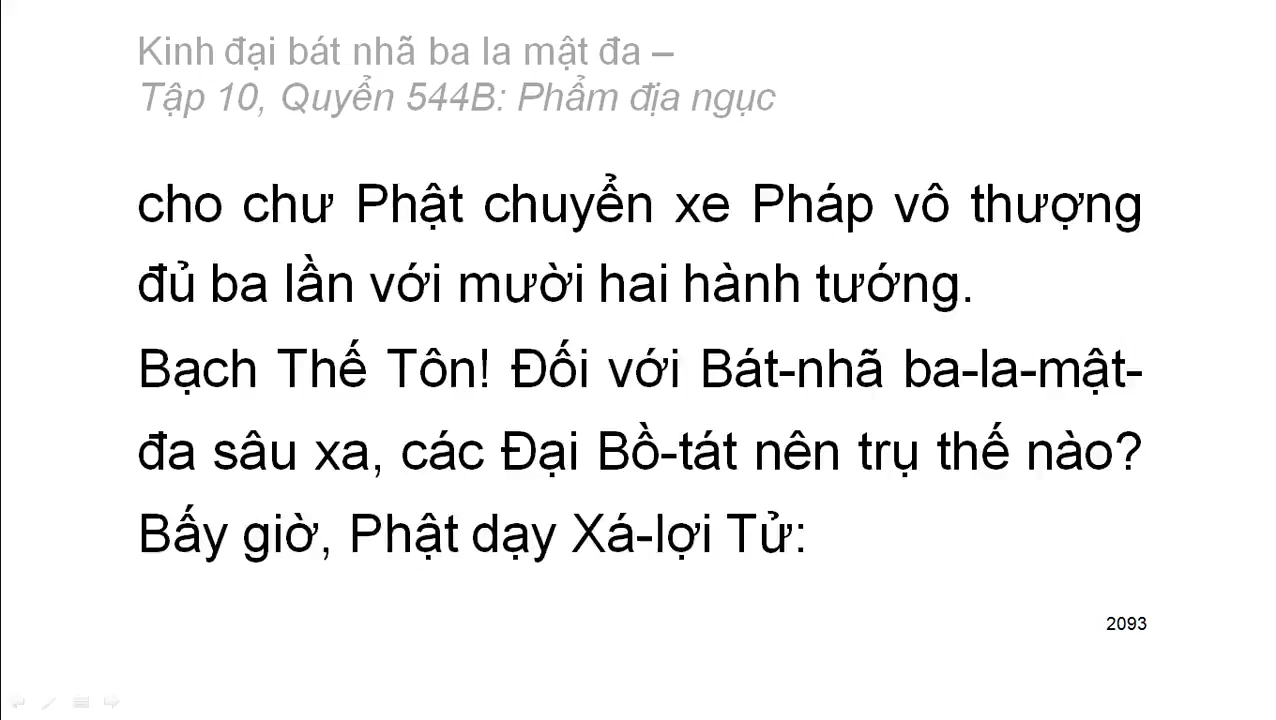 Kinh đại bát nhã ba la mật đa –
Tập 10, Quyển 544B: Phẩm địa ngục
cho chư Phật chuyển xe Pháp vô thượng
đủ ba lần với mười hai hành tướng.
Bạch Thế Tôn! Đối với Bát-nhã ba-la-mật-
đa sâu xa, các Đại Bồ-tát nên trụ thế nào?
Bấy giờ, Phật dạy Xá-lợi Tử:
2093